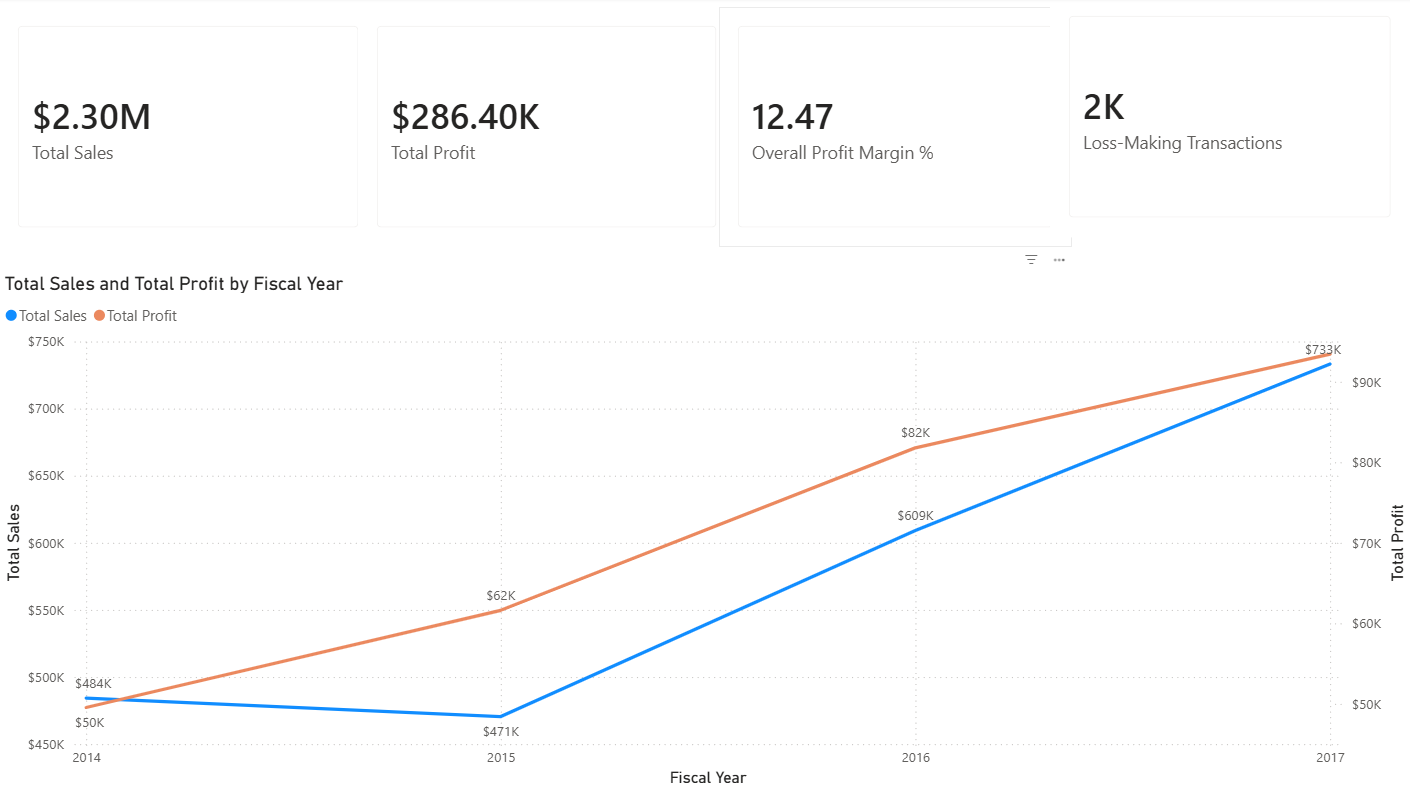 $2.30M
Total Sales
$286.40K
Total Profit
12.47
Overall Profit Margin %
2K
Loss-Making Transactions
Total Sales and Total Profit by Fiscal Year
Total Sales
Total Profit
$750K
$700K
$650K
$600K
$550K
$500K
$450K
Total Sales
$484K
$50K
$62K
$471K
$82K
$609K
$733K
$90K
$80K
$70K
$60K
$50K
Total Profit
2014
2015
2016
2017
Fiscal Year